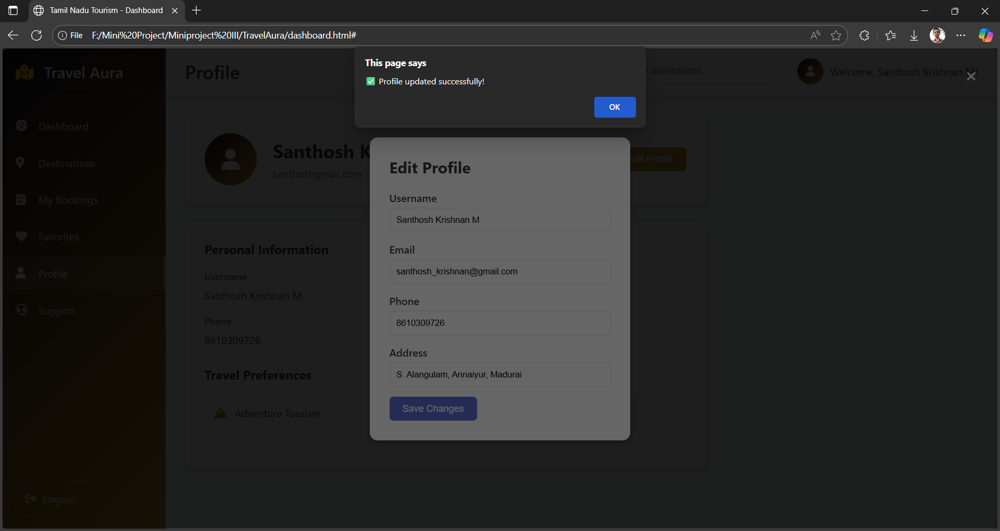 Tamil Nadu Tourism - Dashboard
File F:/Mini%20Project/Miniproject%20III/TravelAura/dashboard.html#
This page says
✅ Profile updated successfully!
OK
Travel Aura
Dashboard
Destinations
My Bookings
Favorites
Profile
Support
Logout
Profile
destinations...
Welcome, Santhosh Krishnan M!
Santhosh K
santhoshgmail.com
Edit Profile
Personal Information
Username
Santhosh Krishnan M
Phone
8610309726
Travel Preferences
Adventure Tourism
Edit Profile
Username
Santhosh Krishnan M
Email
santhosh_krishnan@gmail.com
Phone
8610309726
Address
S. Alangulam, Annaiyur, Madurai
Save Changes